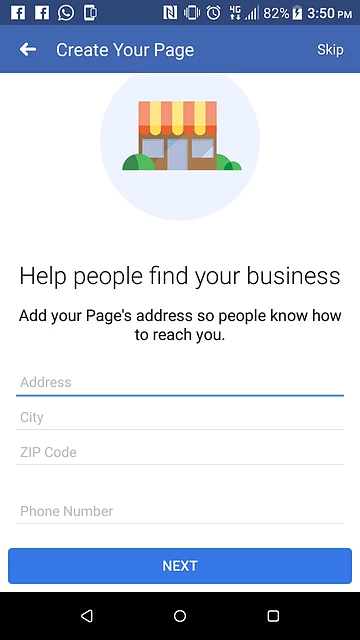 4G 82% 3:50 PM
Create Your Page Skip
Help people find your business
Add your Page's address so people know how
to reach you.
Address
City
ZIP Code
Phone Number
NEXT